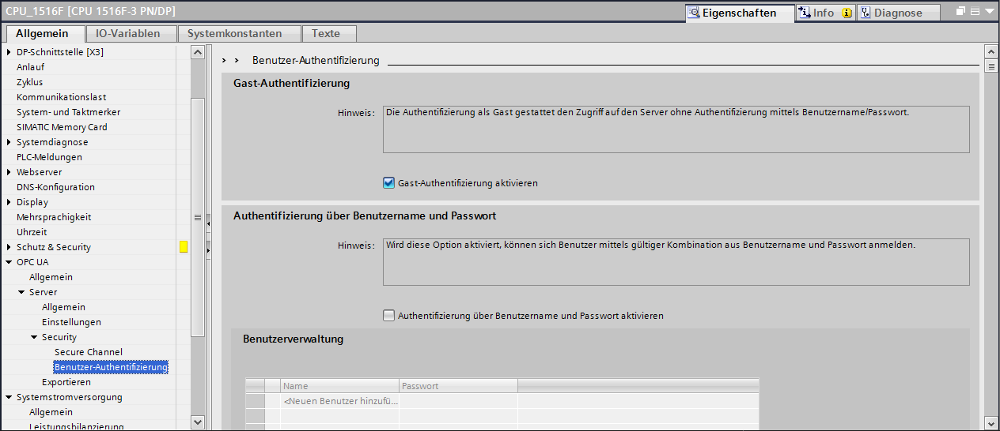 CPU_1516F [CPU 1516F-3 PN/DP]
Eigenschaften
Info
Diagnose
Allgemein
IO-Variablen
Systemkonstanten
Texte
DP-Schnittstelle [X3]
Anlauf
Zyklus
Kommunikationslast
System- und Taktmerker
SIMATIC Memory Card
Systemdiagnose
PLC-Meldungen
Webserver
DNS-Konfiguration
Display
Mehrsprachigkeit
Uhrzeit
Schutz & Security
OPC UA
Allgemein
Server
Allgemein
Einstellungen
Security
Secure Channel
Benutzer-Authentifizierung
Exportieren
Systemstromversorgung
Allgemein
Leistungsbilanzierung
Benutzer-Authentifizierung
Gast-Authentifizierung
Hinweis:
Die Authentifizierung als Gast gestattet den Zugriff auf den Server ohne Authentifizierung mittels Benutzername/Passwort.
Gast-Authentifizierung aktivieren
Authentifizierung über Benutzername und Passwort
Hinweis:
Wird diese Option aktiviert, können sich Benutzer mittels gültiger Kombination aus Benutzername und Passwort anmelden.
Authentifizierung über Benutzername und Passwort aktivieren
Benutzerverwaltung
Name
Passwort
<Neuen Benutzer hinzufü...